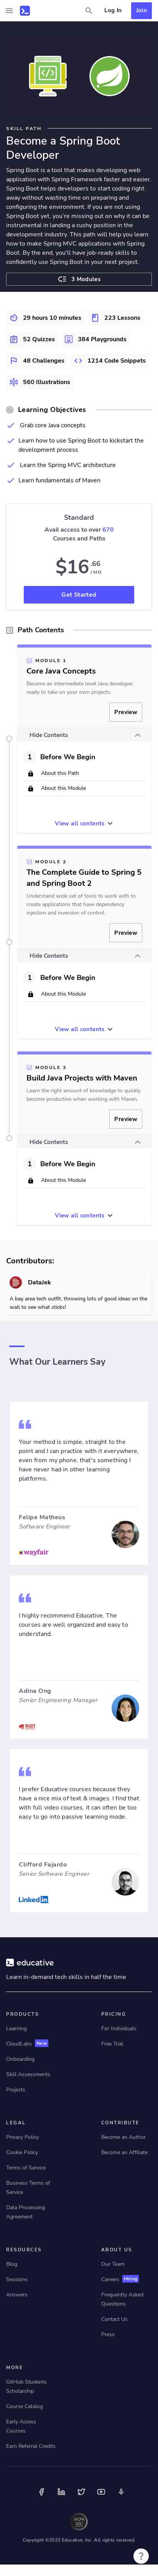 Log In
Join
SKILL PATH
Become a Spring Boot
Developer
Spring Boot is a tool that makes developing web
applications with Spring Framework faster and easier.
Spring Boot helps developers to start coding right
away without wasting time on preparing and
configuring the environment. If you are not using
Spring Boot yet, you're missing out on why it is such an
incredible tool that is used by developers in the
industry. This path will help you learn how to make
Spring MVC applications with Spring Boot. By the end,
you'll have job-ready skills to confidently use Spring
Boot in your next project.
3 Modules
29 hours 10 minutes
223 Lessons
52 Quizzes
384 Playgrounds
48 Challenges
1214 Code Snippets
560 Illustrations
Learning Objectives
Grab core Java concepts
Learn how to use Spring Boot to kickstart the
development process
Learn the Spring MVC architecture
Learn fundamentals of Maven
Standard
Avail access to over 670
Courses and Paths
$16.66
/ MO
Get Started
Path Contents
MODULE 1
Core Java Concepts
Become an intermediate level Java developer,
ready to take on your own projects.
Preview
Hide Contents
1 Before We Begin
About this Path
About this Module
View all contents
MODULE 2
The Complete Guide to Spring 5
and Spring Boot 2
Understand wide set of tools to work with to
create applications that have dependency
injection and inversion of control.
Preview
Hide Contents
1 Before We Begin
About this Module
View all contents
MODULE 3
Build Java Projects with Maven
Learn the right amount of knowledge to quickly
become productive when working with Maven.
Preview
Hide Contents
1 Before We Begin
About this Module
View all contents
Contributors:
DataJek
A bay area tech outfit, throwing lots of good ideas on the
wall to see what sticks!
What Our Learners Say
Your method is simple, straight to the
point and I can practice with it everywhere,
even from my phone, that's something I
have never had in other learning
platforms.
Felipe Matheus
Software Engineer
wayfair
I highly recommend Educative. The
courses are well organized and easy to
understand.
Adina Ong
Senior Engineering Manager
RIOT
I prefer Educative courses because they
have a nice mix of text & images. I find that
with full video courses, it can often be too
easy to go into passive learning mode.
Clifford Fajardo
Senior Software Engineer
LinkedIn
educative
Learn in-demand tech skills in half the time
PRODUCTS
Learning
CloudLabs New
Onboarding
Skill Assessments
Projects
PRICING
For Individuals
Free Trial
LEGAL
Privacy Policy
Cookie Policy
Terms of Service
Business Terms of
Service
Data Processing
Agreement
CONTRIBUTE
Become an Author
Become an Affiliate
RESOURCES
Blog
Sessions
Answers
ABOUT US
Our Team
Careers Hiring
Frequently Asked
Questions
Contact Us
Press
MORE
GitHub Students
Scholarship
Course Catalog
Early Access
Courses
Earn Referral Credits
Copyright ©2023 Educative, Inc. All rights reserved.
?